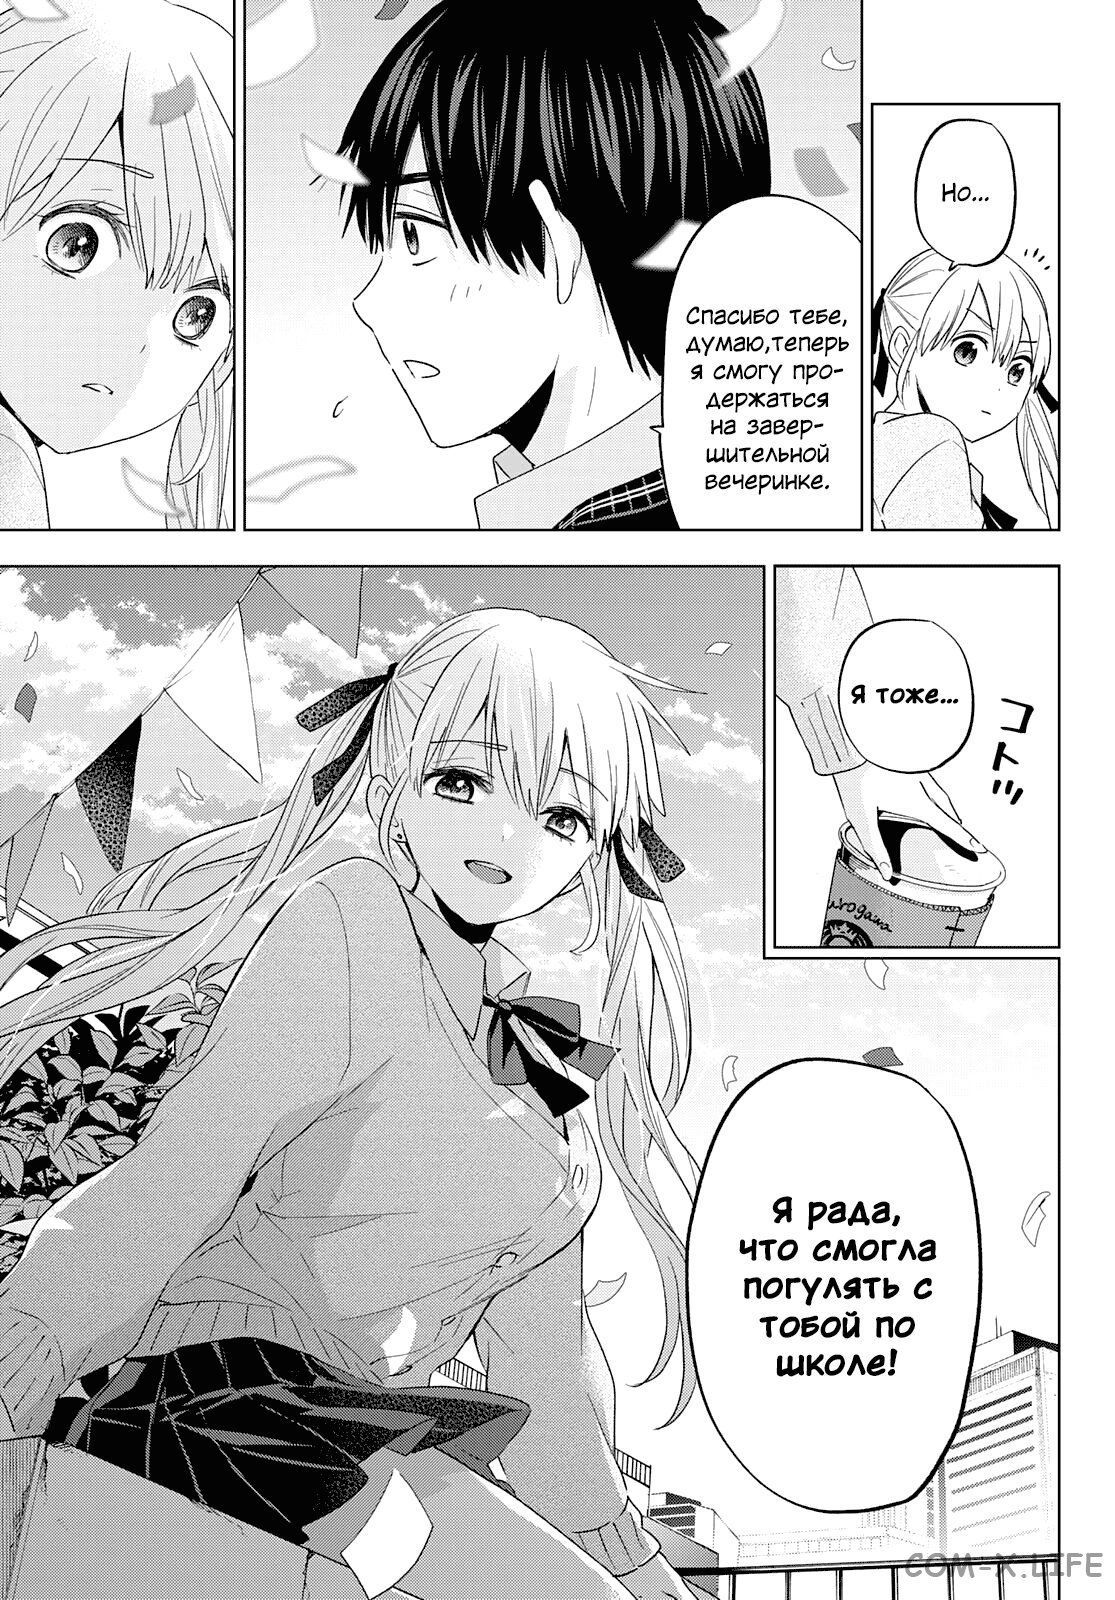 Но...
Спасибо тебе,
думаю,теперь
я смогу про-
держаться
на завер-
шительной
вечеринке.
Я тоже...
コトッ
urogawa
Я рада,
что смогла
погулять с
тобой по
школе!
COM-X.LIFE